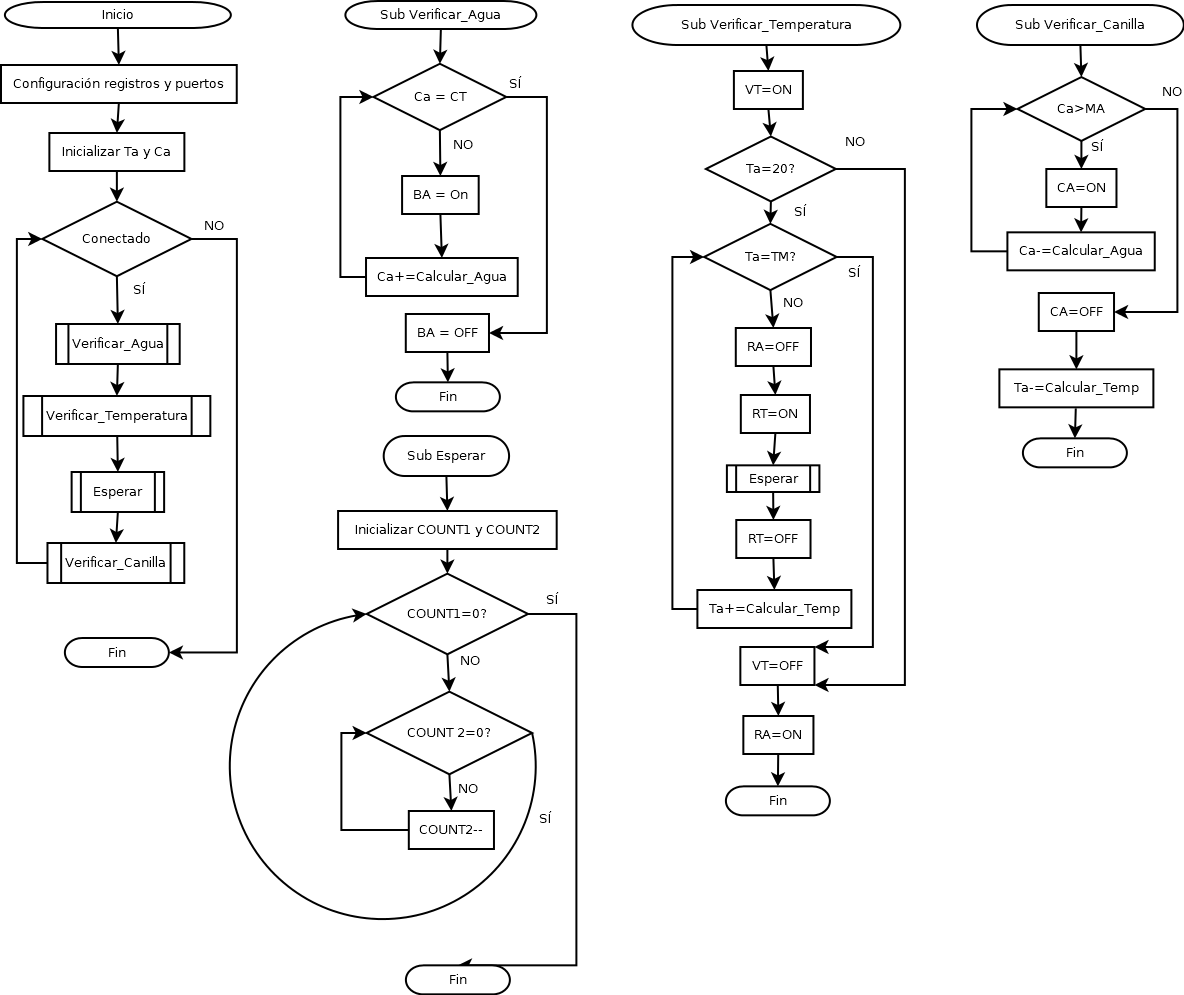 Inicio
Configuración registros y puertos
Inicializar Ta y Ca
Conectado
NO
SÍ
Verificar_Agua
Verificar_Temperatura
Esperar
Verificar_Canilla
Fin
Sub Verificar_Agua
Ca = CT
SÍ
NO
BA = On
Ca+=Calcular_Agua
BA = OFF
Fin
Sub Esperar
Inicializar COUNT1 y COUNT2
COUNT1=0?
SÍ
NO
COUNT 2=0?
NO
SÍ
COUNT2--
Fin
Sub Verificar_Temperatura
VT=ON
Ta=20?
NO
SÍ
Ta=TM?
SÍ
NO
RA=OFF
RT=ON
Esperar
RT=OFF
Ta+=Calcular_Temp
VT=OFF
RA=ON
Fin
Sub Verificar_Canilla
Ca>MA
NO
SÍ
CA=ON
Ca-=Calcular_Agua
CA=OFF
Ta-=Calcular_Temp
Fin